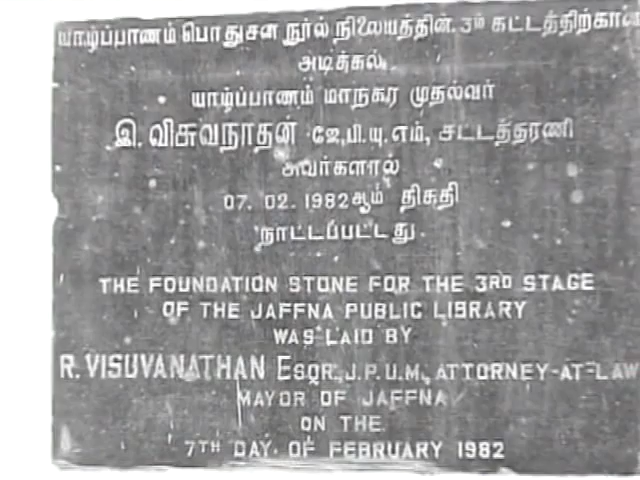 யாழ்ப்பாணம் பொதுசன நூல் நிலையத்தின் 3ம் கட்டத்திற்கான
அடிக்கல்
யாழ்ப்பாணம் மாநகர முதல்வர்
இ. விசுவநாதன் ஜே,பி.யு.எம், சட்டத்தரணி
அவர்களால்
07. 02. 1982ஆம் திகதி
நாட்டப்பட்டது.
THE FOUNDATION STONE FOR THE 3RD STAGE
OF THE JAFFNA PUBLIC LIBRARY
WAS LAID BY
R. VISUVANATHAN ESQR., J.P.U.M., ATTORNEY-AT-LAW
MAYOR OF JAFFNA
ON THE
7TH DAY. OF FEBRUARY 1982